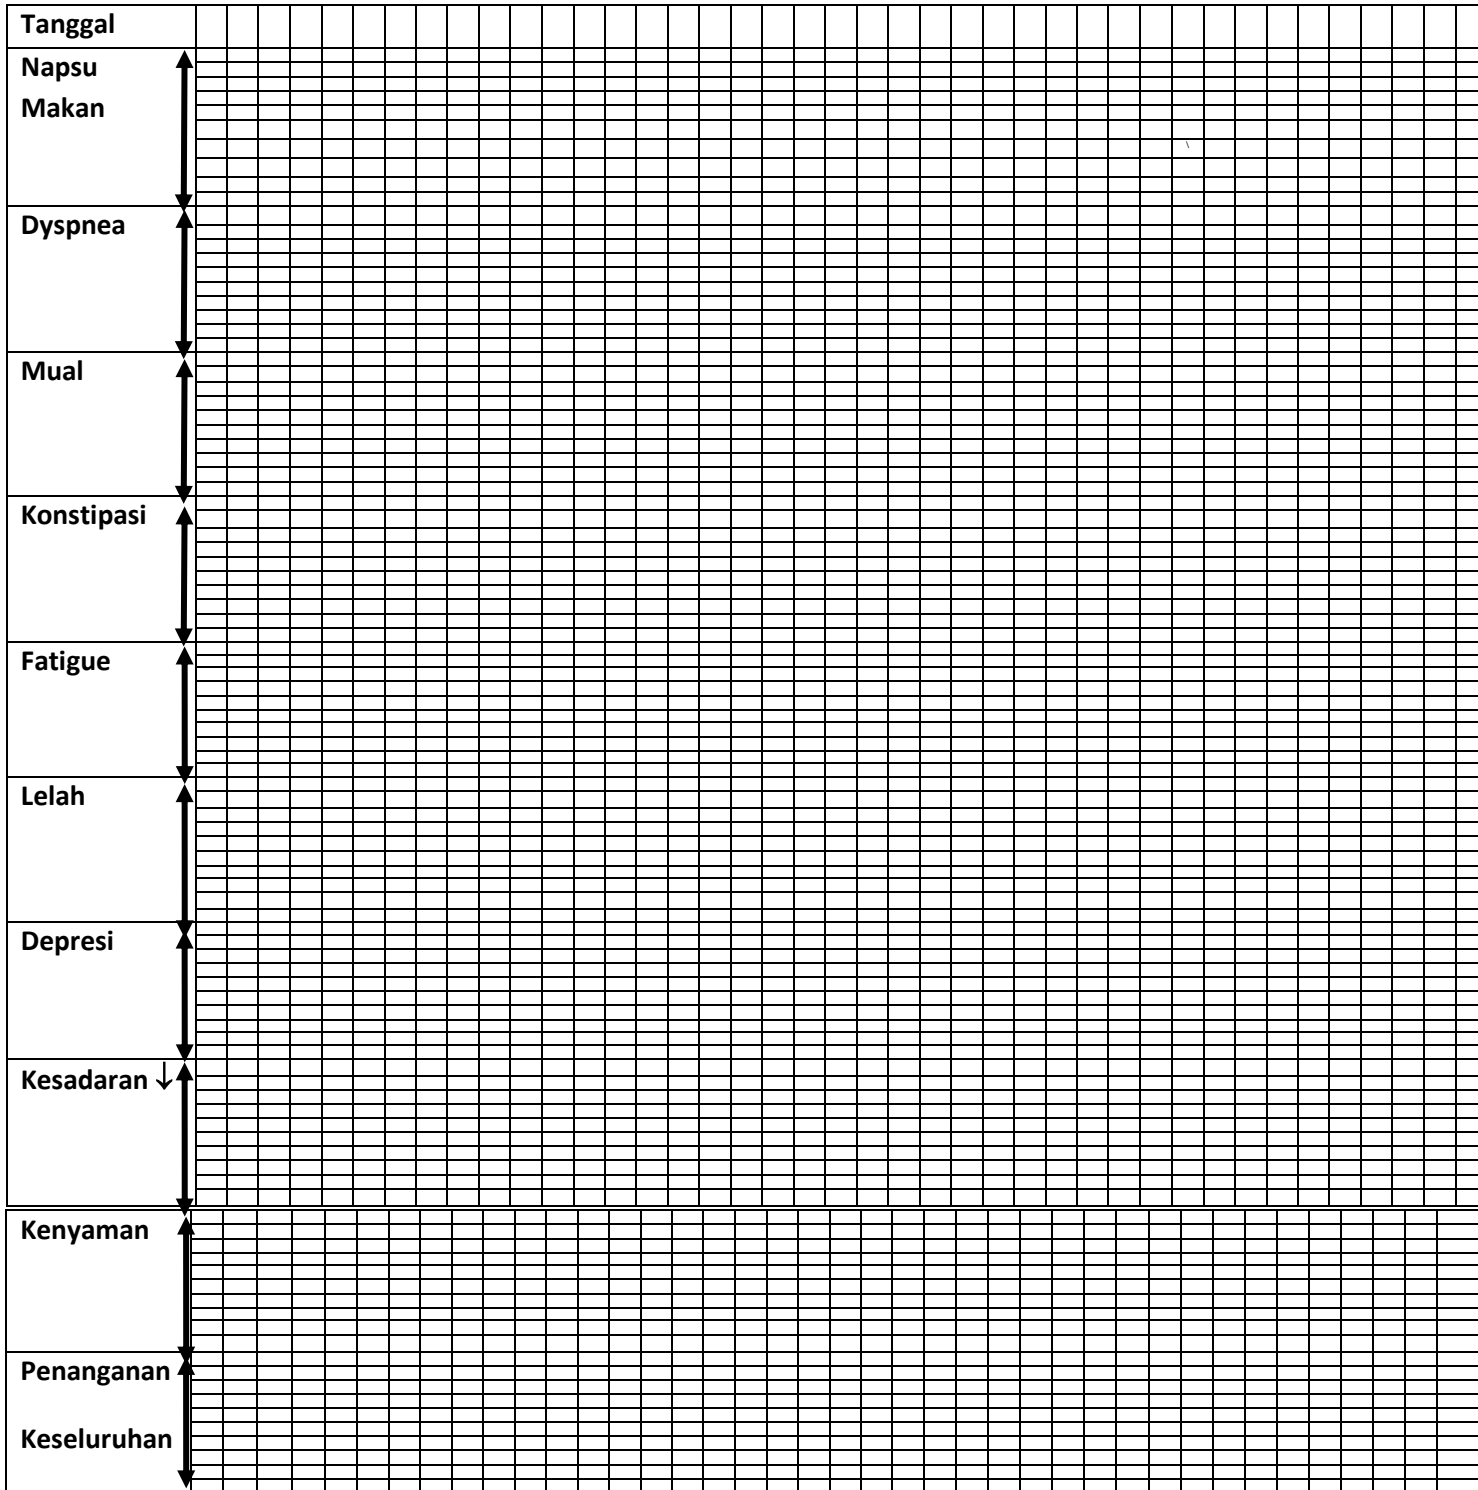 Tanggal
Napsu
Makan
Dyspnea
Mual
Konstipasi
Fatigue
Lelah
Depresi
Kesadaran ↓
Kenyaman
Penanganan
Keseluruhan